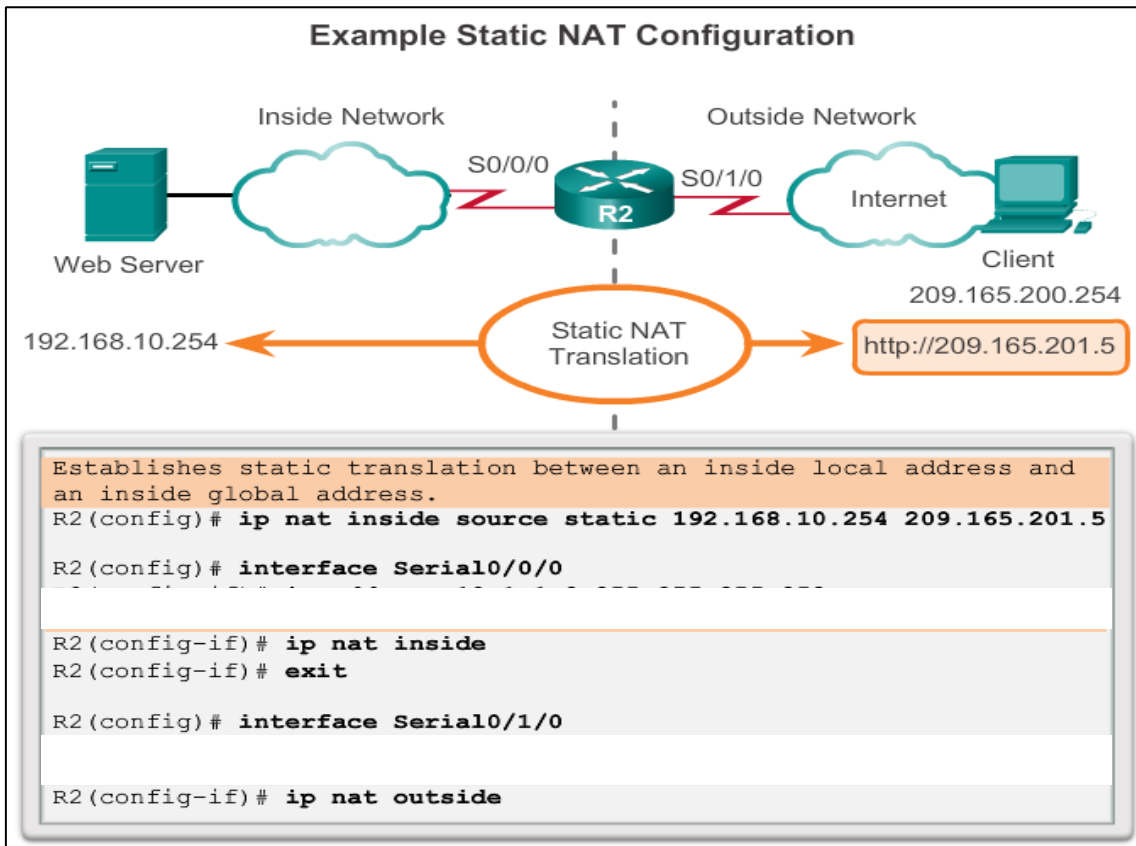 Example Static NAT Configuration
Inside Network
Outside Network
S0/0/0
S0/1/0
R2
Internet
Web Server
Client
209.165.200.254
192.168.10.254
Static NAT
Translation
http://209.165.201.5
Establishes static translation between an inside local address and
an inside global address.
R2(config)# ip nat inside source static 192.168.10.254 209.165.201.5
R2(config)# interface Serial0/0/0
R2(config-if)# ip nat inside
R2(config-if)# exit
R2(config)# interface Serial0/1/0
R2(config-if)# ip nat outside